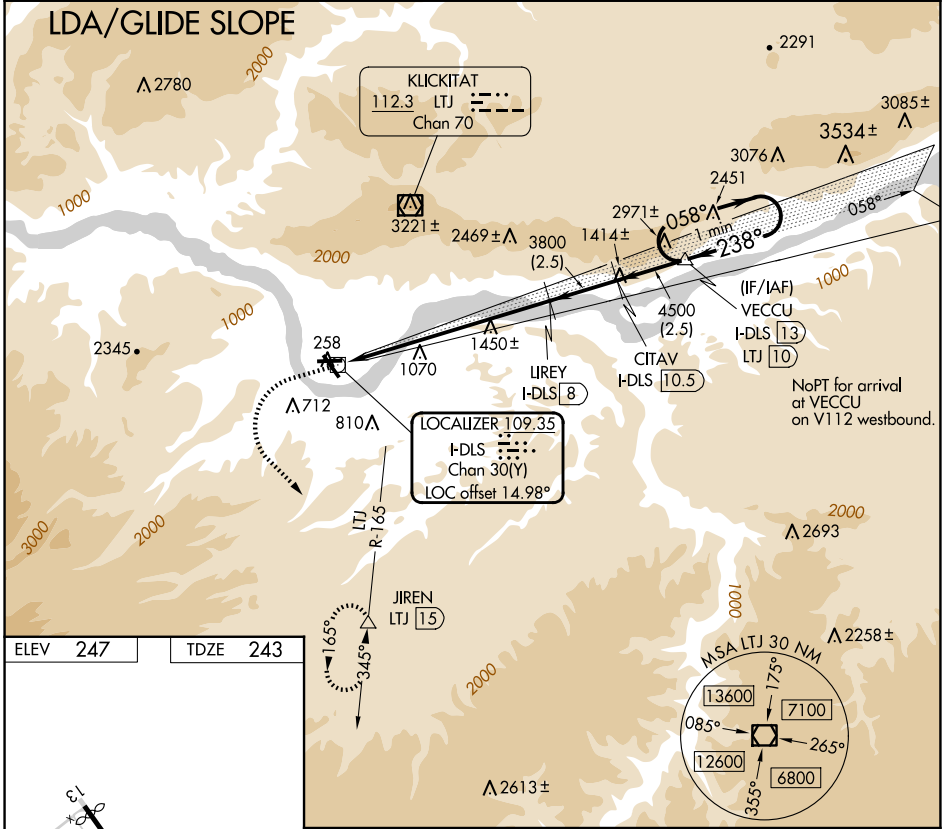 LDA/GLIDE SLOPE
2000
2291
2780
KLICKITAT
112.3 LTJ
Chan 70
3085±
3534±
3076
2451
1000
058°
3221±
2469±
2971±
058°
1 min
238°
1414±
3800
(2.5)
2000
1000
1000
(IF/IAF)
VECCU
I-DLS 13
LTJ 10
4500
(2.5)
CITAV
I-DLS 10.5
LIREY
I-DLS 8
1450±
1070
258
2345
NoPT for arrival
at VECCU
on V112 westbound.
712
810
LOCALIZER 109.35
I-DLS
Chan 30(Y)
LOC offset 14.98°
LTJ
R-165
3000
2000
2000
2693
1000
JIREN
LTJ 15
165°
345°
2000
2258±
ELEV 247
TDZE 243
MSA LTJ 30 NM
13600
175°
7100
085°
265°
12600
355°
6800
2613±
13